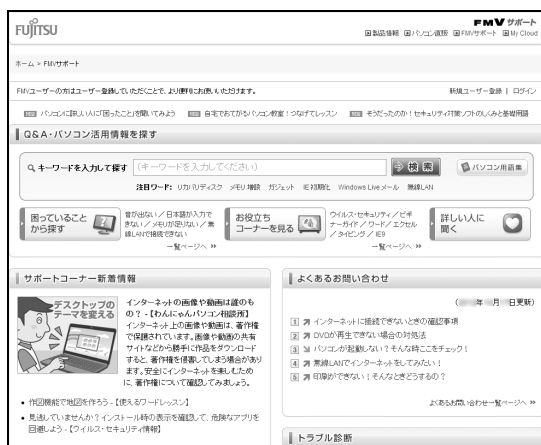 FUJITSU
FMVサポート
製品情報 パソコン直販 FMVサポート My Cloud
ホーム > FMVサポート
FMVユーザーの方はユーザー登録していただくことで、より便利にお使いいただけます。
新規ユーザー登録 | ログイン
パソコンに詳しい人に「困ったこと」を聞いてみよう
自宅でおてがるパソコン教室!つなげてレッスン
そうだったのか!セキュリティ対策ソフトのしくみと基礎用語
Q&A・パソコン活用情報を探す
キーワードを入力して探す (キーワードを入力してください) 検索 パソコン用語集
注目ワード: リカバリディスク メモリ増設 ガジェット IE初期化 Windows Liveメール 無線LAN
困っていることから探す
音が出ない/日本語が入力で
きない/メモリが足りない/無
線LANで接続できない
一覧ページへ »
お役立ち
コーナーを見る
ウイルス・セキュリティ/ビギ
ナーガイド/ワード/エクセル
/タイピング/IE9
一覧ページへ »
詳しい人に
聞く
サポートコーナー新着情報
デスクトップの
テーマを変える
インターネットの画像や動画は誰のも
の? -【わんにゃんパソコン相談所】
インターネット上の画像や動画は、著作権
で保護されています。画像や動画の共有
サイトなどから勝手に作品をダウンロード
すると、著作権を侵害してしまう場合があり
ます。安全にインターネットを楽しむため
に、著作権について確認してみましょう。
• 作図機能で地図を作ろう -【使えるワードレッスン】
• 見逃していませんか?インストール時の表示を確認して、危険なアプリを
回避しよう -【ウイルス・セキュリティ情報】
よくあるお問い合わせ
( 年 月 日更新)
1 インターネットに接続できないときの確認事項
2 DVDが再生できない場合の対処法
3 パソコンが起動しない?そんな時ここをチェック!
4 無線LANでインターネットをしてみたい!
5 印刷ができない!そんなときどうするの?
よくあるお問い合わせ一覧ページへ »
トラブル診断